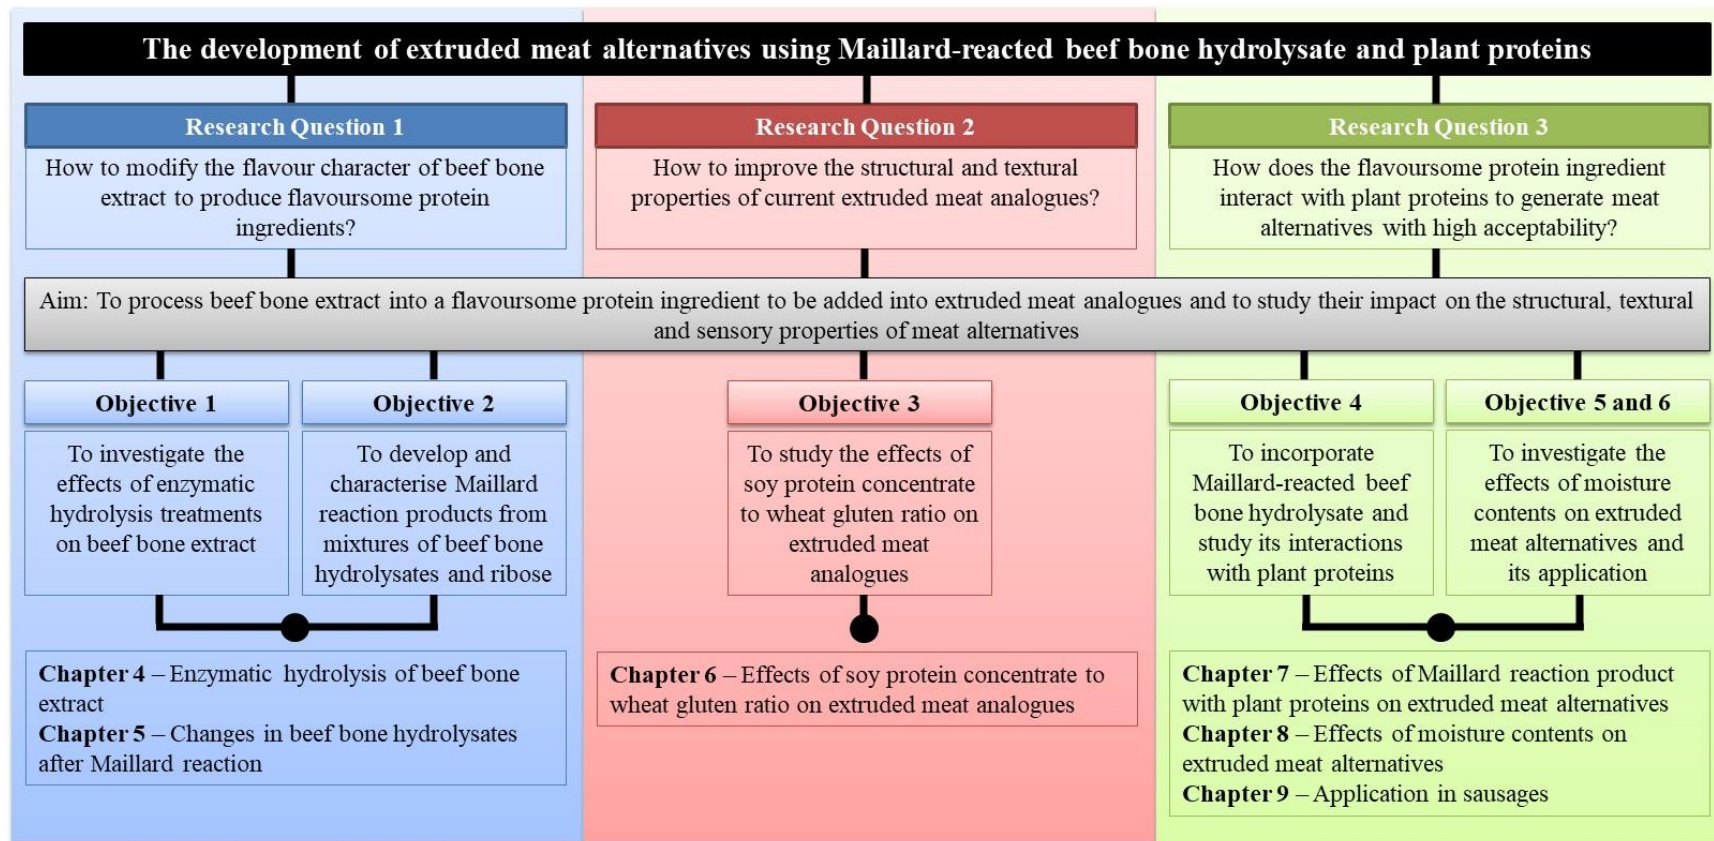 The development of extruded meat alternatives using Maillard-reacted beef bone hydrolysate and plant proteins
Research Question 1
How to modify the flavour character of beef bone
extract to produce flavoursome protein
ingredients?
Research Question 2
How to improve the structural and textural
properties of current extruded meat analogues?
Research Question 3
How does the flavoursome protein ingredient
interact with plant proteins to generate meat
alternatives with high acceptability?
Aim: To process beef bone extract into a flavoursome protein ingredient to be added into extruded meat analogues and to study their impact on the structural, textural
and sensory properties of meat alternatives
Objective 1
To investigate the
effects of enzymatic
hydrolysis treatments
on beef bone extract
Objective 2
To develop and
characterise Maillard
reaction products from
mixtures of beef bone
hydrolysates and ribose
Objective 3
To study the effects of
soy protein concentrate
to wheat gluten ratio on
extruded meat
analogues
Objective 4
To incorporate
Maillard-reacted beef
bone hydrolysate and
study its interactions
with plant proteins
Objective 5 and 6
To investigate the
effects of moisture
contents on extruded
meat alternatives and
its application
Chapter 4 – Enzymatic hydrolysis of beef bone
extract
Chapter 5 – Changes in beef bone hydrolysates
after Maillard reaction
Chapter 6 – Effects of soy protein concentrate to
wheat gluten ratio on extruded meat analogues
Chapter 7 – Effects of Maillard reaction product
with plant proteins on extruded meat alternatives
Chapter 8 – Effects of moisture contents on
extruded meat alternatives
Chapter 9 – Application in sausages